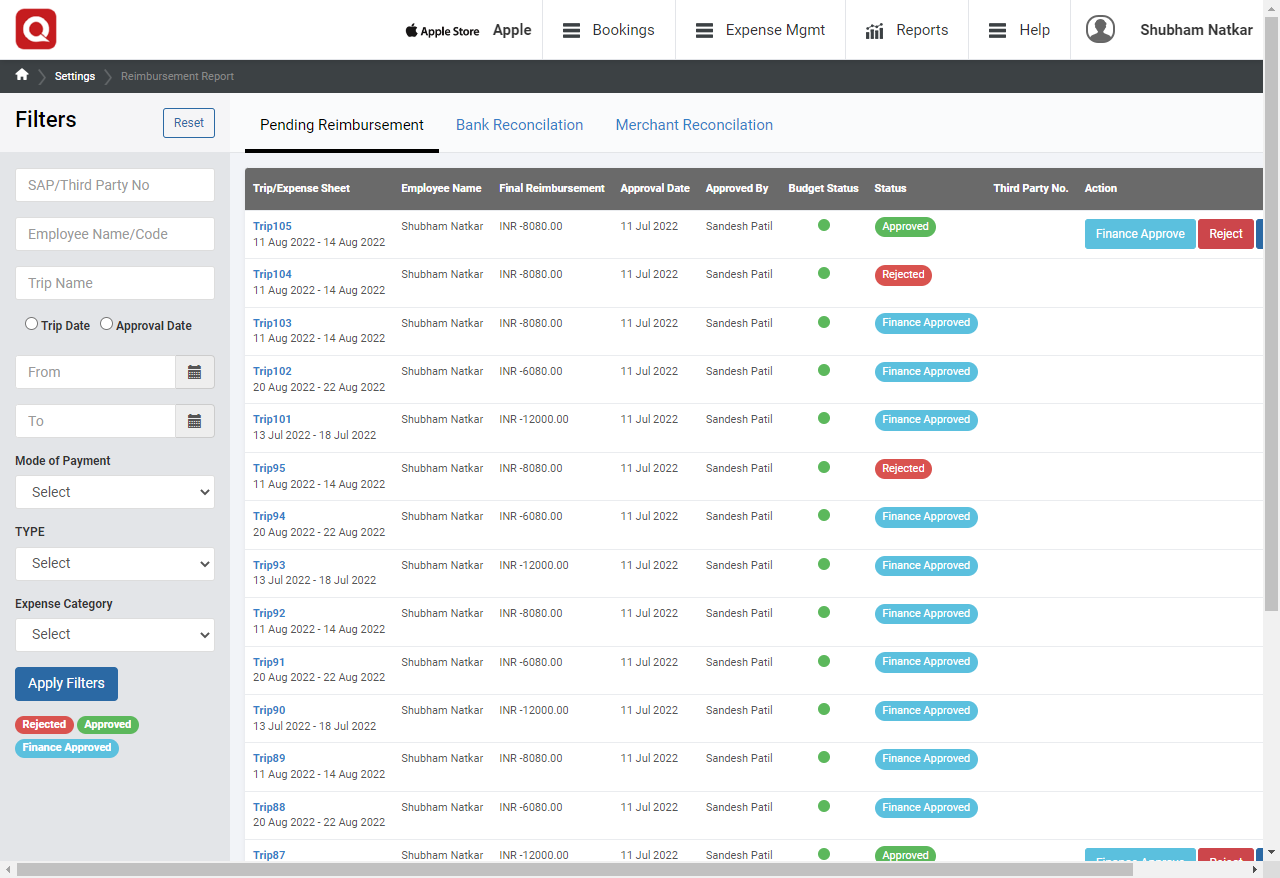 Apple Store Apple Bookings Expense Mgmt Reports Help Shubham Natkar
Settings Reimbursement Report
Filters Reset
SAP/Third Party No
Employee Name/Code
Trip Name
Trip Date Approval Date
From
To
Mode of Payment
Select
TYPE
Select
Expense Category
Select
Apply Filters
Rejected Approved
Finance Approved
Pending Reimbursement Bank Reconcilation Merchant Reconcilation
Trip/Expense Sheet Employee Name Final Reimbursement Approval Date Approved By Budget Status Status Third Party No. Action
Trip105 Shubham Natkar INR -8080.00 11 Jul 2022 Sandesh Patil Approved Finance Approve Reject
11 Aug 2022 - 14 Aug 2022
Trip104 Shubham Natkar INR -8080.00 11 Jul 2022 Sandesh Patil Rejected
11 Aug 2022 - 14 Aug 2022
Trip103 Shubham Natkar INR -8080.00 11 Jul 2022 Sandesh Patil Finance Approved
11 Aug 2022 - 14 Aug 2022
Trip102 Shubham Natkar INR -6080.00 11 Jul 2022 Sandesh Patil Finance Approved
20 Aug 2022 - 22 Aug 2022
Trip101 Shubham Natkar INR -12000.00 11 Jul 2022 Sandesh Patil Finance Approved
13 Jul 2022 - 18 Jul 2022
Trip95 Shubham Natkar INR -8080.00 11 Jul 2022 Sandesh Patil Rejected
11 Aug 2022 - 14 Aug 2022
Trip94 Shubham Natkar INR -6080.00 11 Jul 2022 Sandesh Patil Finance Approved
20 Aug 2022 - 22 Aug 2022
Trip93 Shubham Natkar INR -12000.00 11 Jul 2022 Sandesh Patil Finance Approved
13 Jul 2022 - 18 Jul 2022
Trip92 Shubham Natkar INR -8080.00 11 Jul 2022 Sandesh Patil Finance Approved
11 Aug 2022 - 14 Aug 2022
Trip91 Shubham Natkar INR -6080.00 11 Jul 2022 Sandesh Patil Finance Approved
20 Aug 2022 - 22 Aug 2022
Trip90 Shubham Natkar INR -12000.00 11 Jul 2022 Sandesh Patil Finance Approved
13 Jul 2022 - 18 Jul 2022
Trip89 Shubham Natkar INR -8080.00 11 Jul 2022 Sandesh Patil Finance Approved
11 Aug 2022 - 14 Aug 2022
Trip88 Shubham Natkar INR -6080.00 11 Jul 2022 Sandesh Patil Finance Approved
20 Aug 2022 - 22 Aug 2022
Trip87 Shubham Natkar INR -12000.00 11 Jul 2022 Sandesh Patil Approved Finance Approve Reject